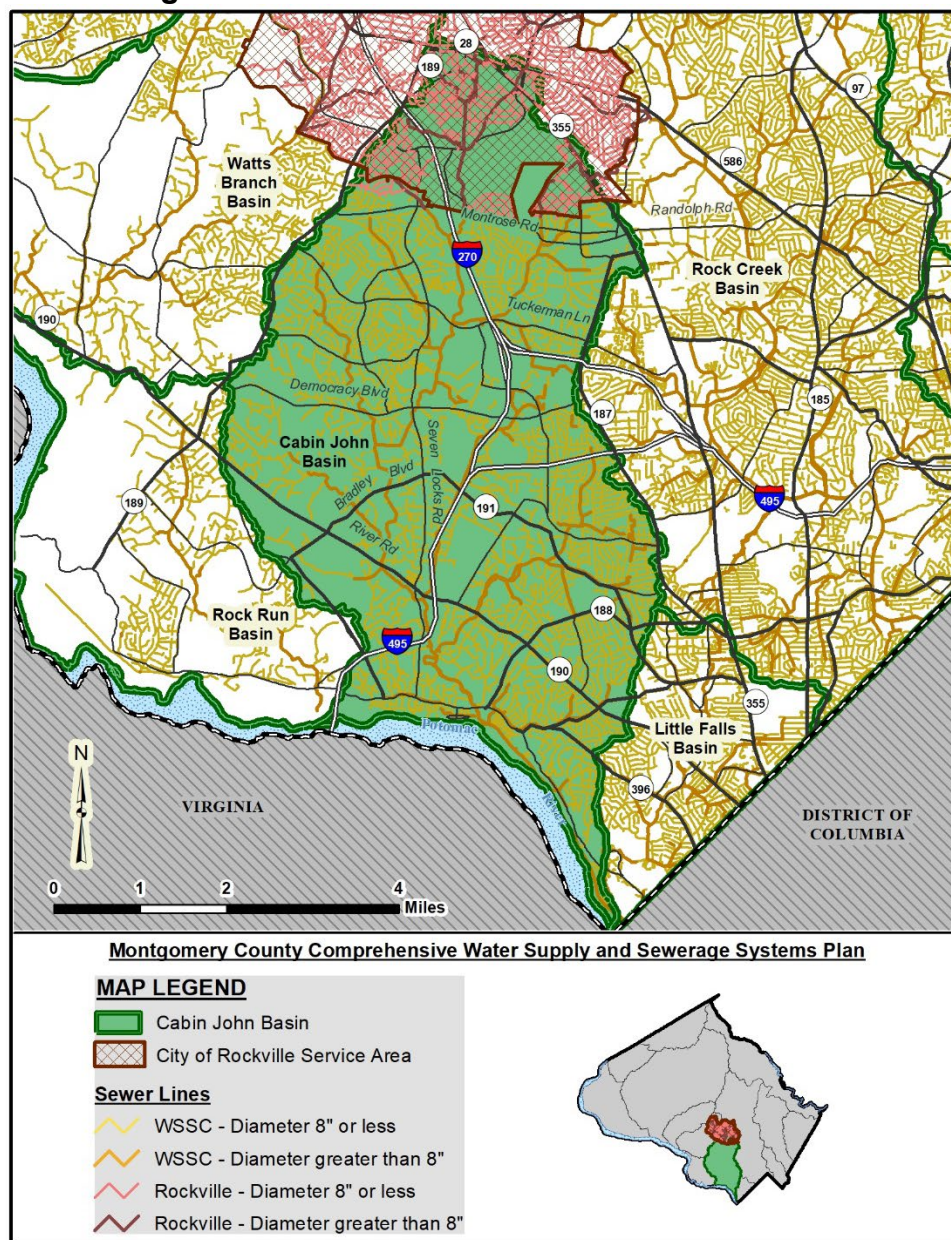 28
189
97
355
586
Watts
Branch
Basin
Montrose Rd
Randolph Rd
270
Rock Creek
Basin
Tuckerman Ln
190
Democracy Blvd
185
187
Cabin John
Basin
Seven Locks Rd
Bradley Blvd
189
191
495
River Rd
Rock Run
Basin
188
495
190
355
Little Falls
Basin
Potomac
River
396
N
VIRGINIA
DISTRICT OF
COLUMBIA
0 1 2 4
Miles
Montgomery County Comprehensive Water Supply and Sewerage Systems Plan
MAP LEGEND
Cabin John Basin
City of Rockville Service Area
Sewer Lines
WSSC - Diameter 8" or less
WSSC - Diameter greater than 8"
Rockville - Diameter 8" or less
Rockville - Diameter greater than 8"